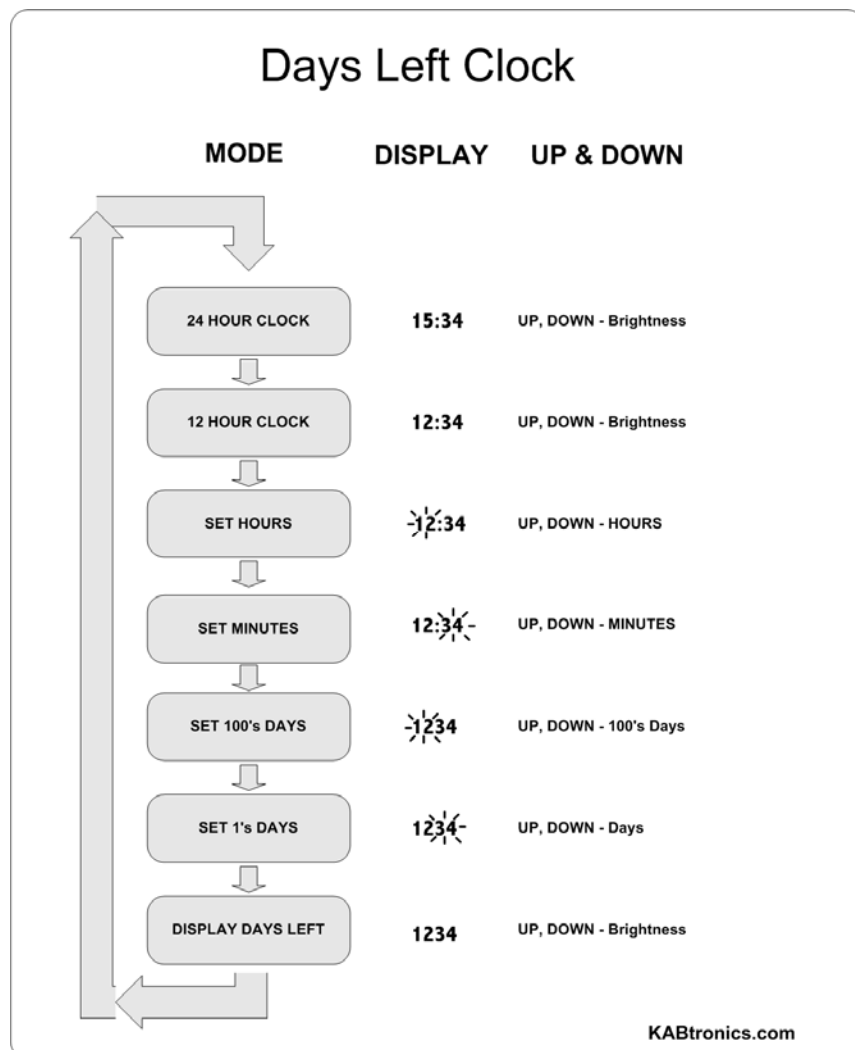 Days Left Clock
MODE DISPLAY UP & DOWN
24 HOUR CLOCK 15:34 UP, DOWN - Brightness
12 HOUR CLOCK 12:34 UP, DOWN - Brightness
SET HOURS 12:34 UP, DOWN - HOURS
SET MINUTES 12:34 UP, DOWN - MINUTES
SET 100's DAYS 1234 UP, DOWN - 100's Days
SET 1's DAYS 1234 UP, DOWN - Days
DISPLAY DAYS LEFT 1234 UP, DOWN - Brightness
KABtronics.com